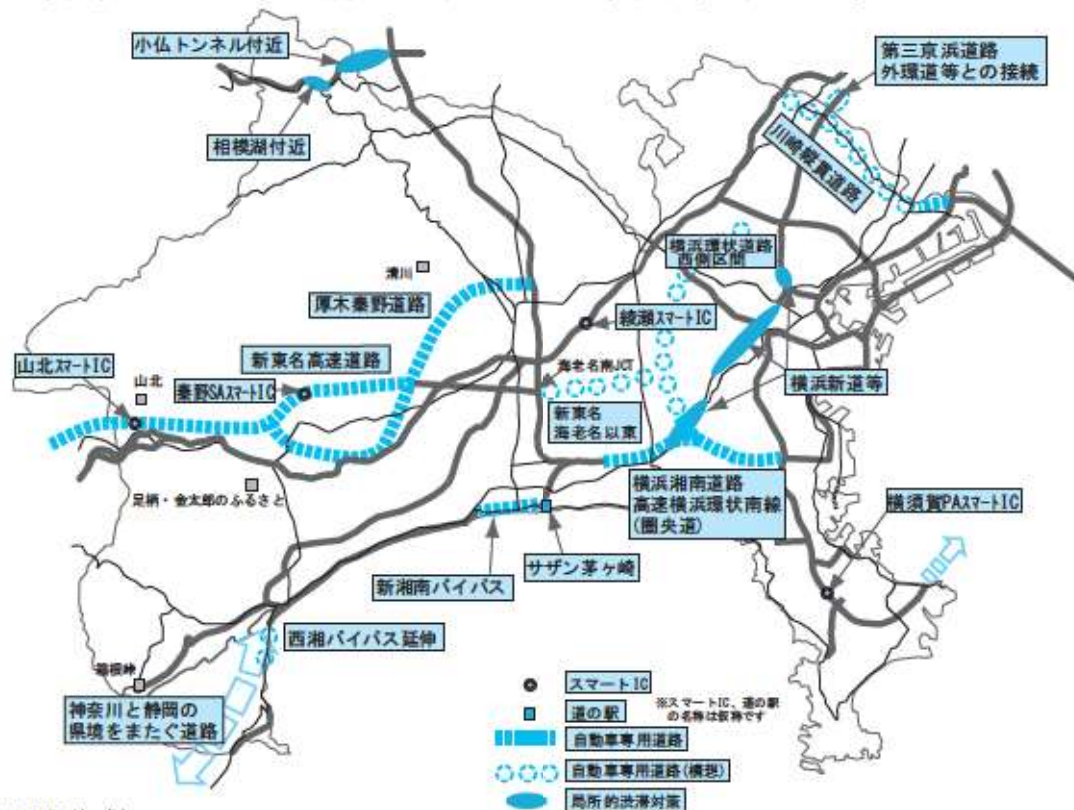 小仏トンネル付近
第三京浜道路
外環道等との接続
相模湖付近
川崎縦貫道路
横浜環状道路
西側区間
清川
厚木秦野道路
綾瀬スマートIC
山北スマートIC
新東名高速道路
海老名南JCT
山北
秦野SAスマートIC
横浜新道等
新東名
海老名以東
足柄・金太郎のふるさと
横浜湘南道路
高速横浜環状南線
(圏央道)
横須賀PAスマートIC
サザン茅ヶ崎
新湘南バイパス
西湘バイパス延伸
箱根峠
神奈川と静岡の
県境をまたぐ道路
スマートIC
道の駅
※スマートIC、道の駅
の名称は仮称です
自動車専用道路
自動車専用道路(構想)
局所的渋滞対策